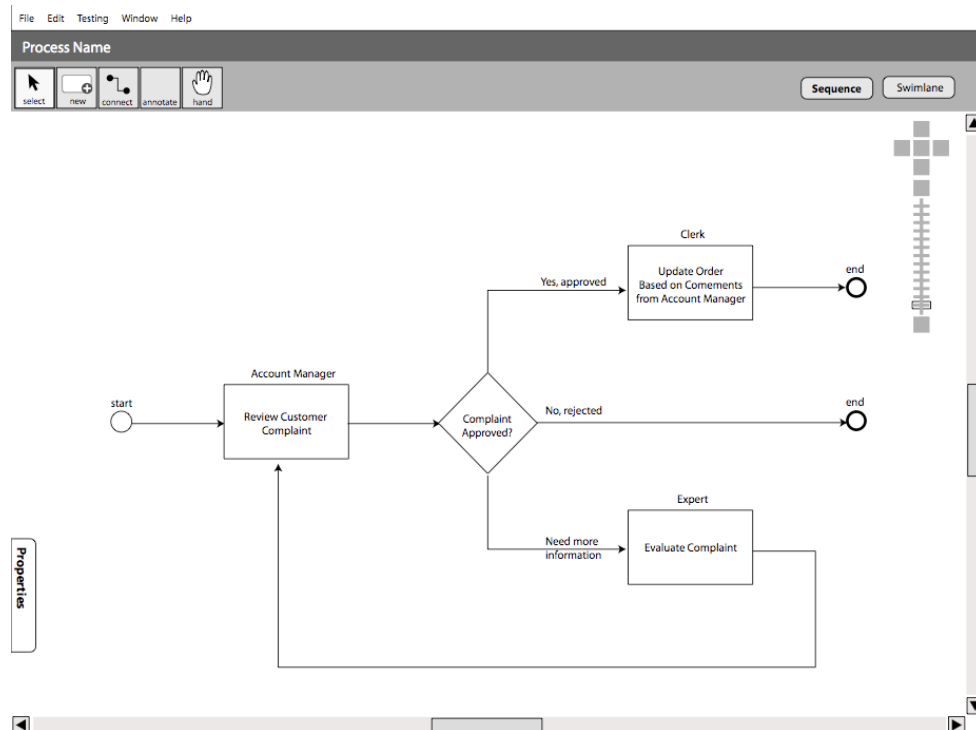 File Edit Testing Window Help
Process Name
select new connect annotate hand
Sequence Swimlane
Clerk
Update Order
Based on Comements
from Account Manager
end
Yes, approved
Account Manager
start
Review Customer
Complaint
Complaint
Approved?
No, rejected
end
Expert
Need more
information
Evaluate Complaint
Properties